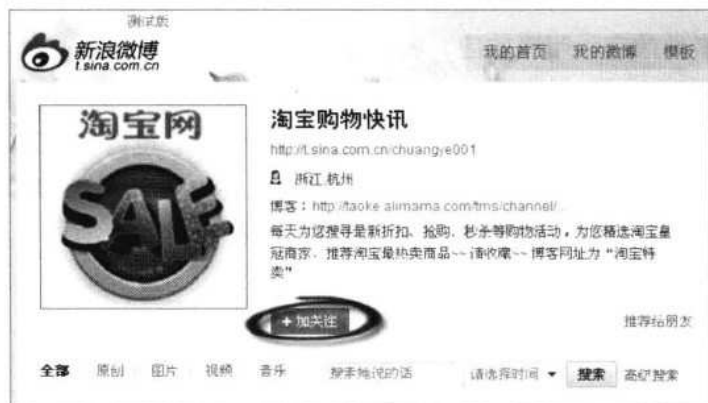 测试版
新浪微博
t.sina.com.cn
我的首页 我的微博 模板
淘宝网
SALE
淘宝购物快讯
http://t.sina.com.cn/chuangye001
浙江,杭州
博客：http://taoke.alimama.com/tms/channel/...
每天为您搜寻最新折扣、抢购、秒杀等购物活动，为您精选淘宝皇
冠商家、推荐淘宝最热卖商品~~请收藏~~博客网址为“淘宝特
卖”
+加关注
推荐给朋友
全部 原创 图片 视频 音乐 搜索她说的话 请选择时间 搜索 高级搜索